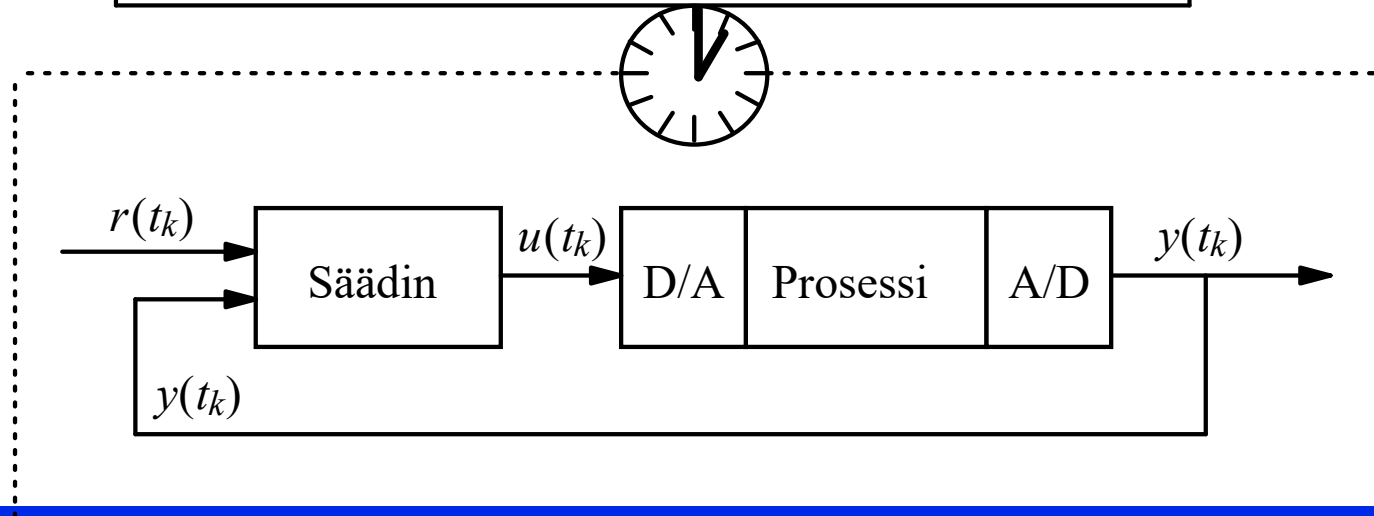 r(tₖ)
u(tₖ)
y(tₖ)
Säädin
D/A
Prosessi
A/D
y(tₖ)